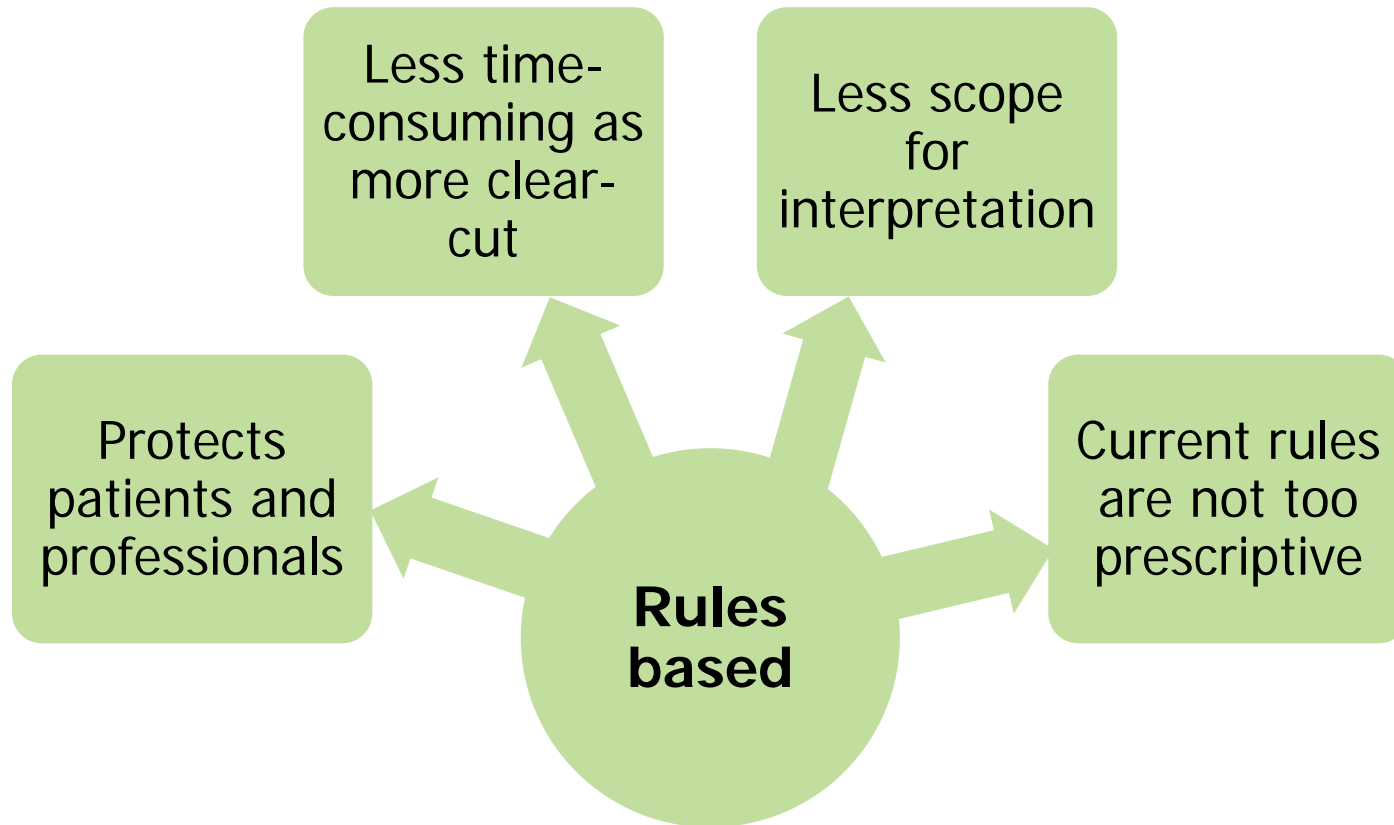 Less time-
consuming as
more clear-
cut
Less scope
for
interpretation
Protects
patients and
professionals
Current rules
are not too
prescriptive
Rules
based